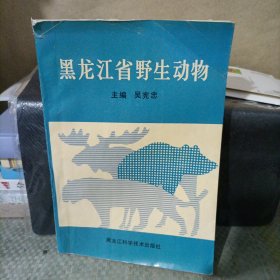 黑龙江省野生动物
主编 吴宪忠
黑龙江科学技术出版社